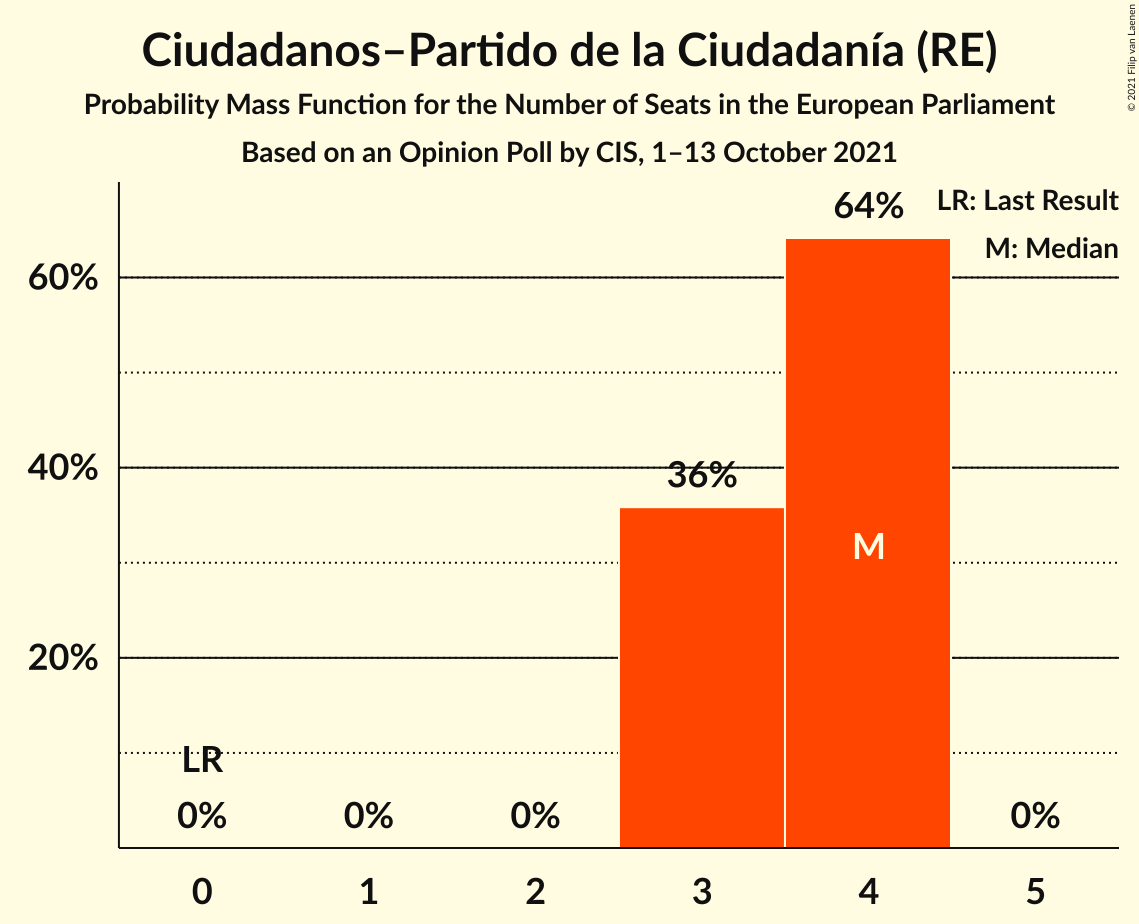 Ciudadanos–Partido de la Ciudadanía (RE)
Probability Mass Function for the Number of Seats in the European Parliament
Based on an Opinion Poll by CIS, 1–13 October 2021
© 2021 Filip van Laenen
LR: Last Result
M: Median
64%
60%
40%
36%
M
20%
LR
0% 0% 0% 0%
0 1 2 3 4 5